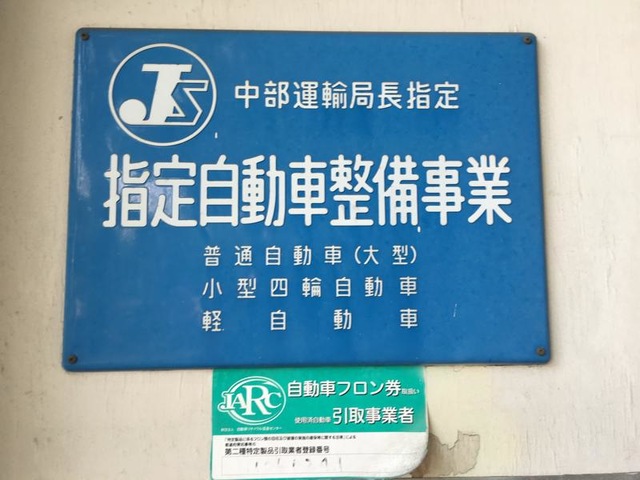 JS
中部運輸局長指定
指定自動車整備事業
普通自動車(大型)
小型四輪自動車
軽自動車
JARC
自動車フロン券取扱い
使用済自動車引取事業者
第二種特定製品引取業者登録番号